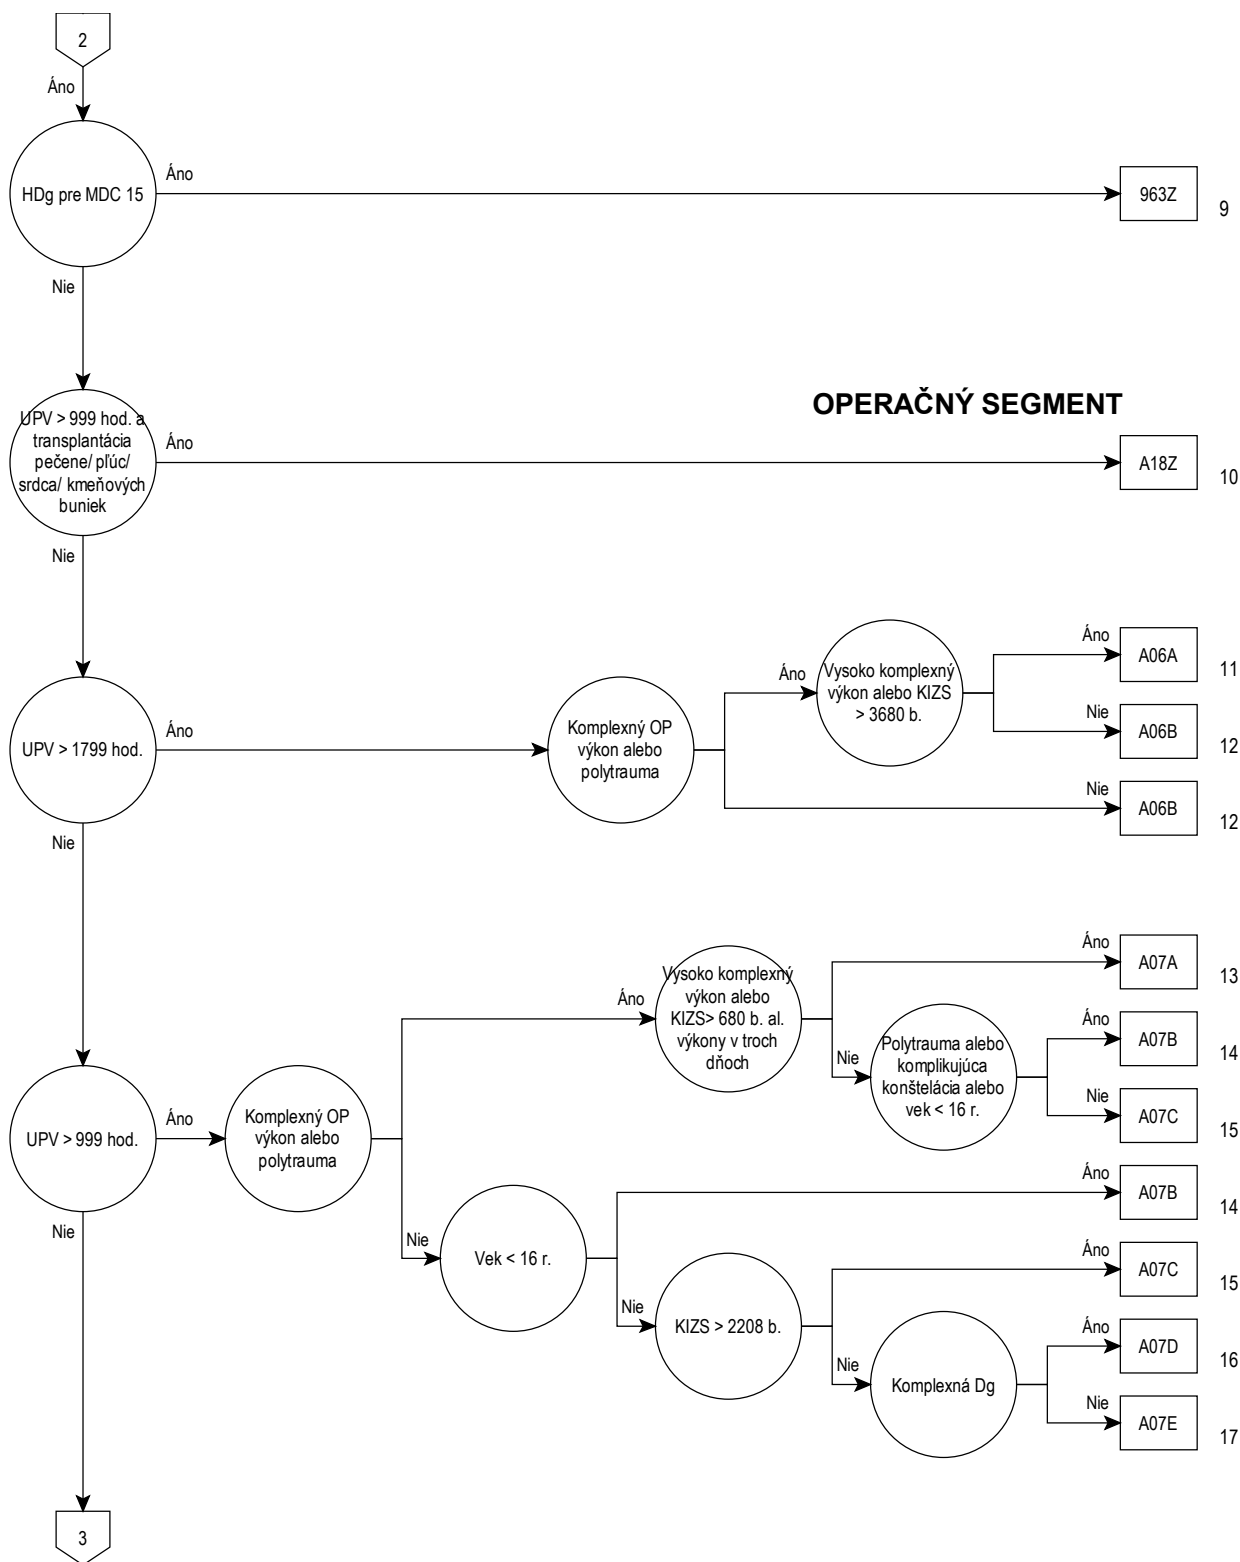 2
Áno
HDg pre MDC 15
Áno
963Z
9
Nie
OPERAČNÝ SEGMENT
UPV > 999 hod. a
transplantácia
pečene/ pľúc/
srdca/ kmeňových
buniek
Áno
A18Z
10
Nie
UPV > 1799 hod.
Áno
Komplexný OP
výkon alebo
polytrauma
Áno
Vysoko komplexný
výkon alebo KIZS
> 3680 b.
Áno
A06A
11
Nie
A06B
12
Nie
A06B
12
Nie
UPV > 999 hod.
Áno
Komplexný OP
výkon alebo
polytrauma
Áno
Vysoko komplexný
výkon alebo
KIZS> 680 b. al.
výkony v troch
dňoch
Áno
A07A
13
Nie
Polytrauma alebo
komplikujúca
konštelácia alebo
vek < 16 r.
Áno
A07B
14
Nie
A07C
15
Nie
Vek < 16 r.
Áno
A07B
14
Nie
KIZS > 2208 b.
Áno
A07C
15
Nie
Komplexná Dg
Áno
A07D
16
Nie
A07E
17
Nie
3